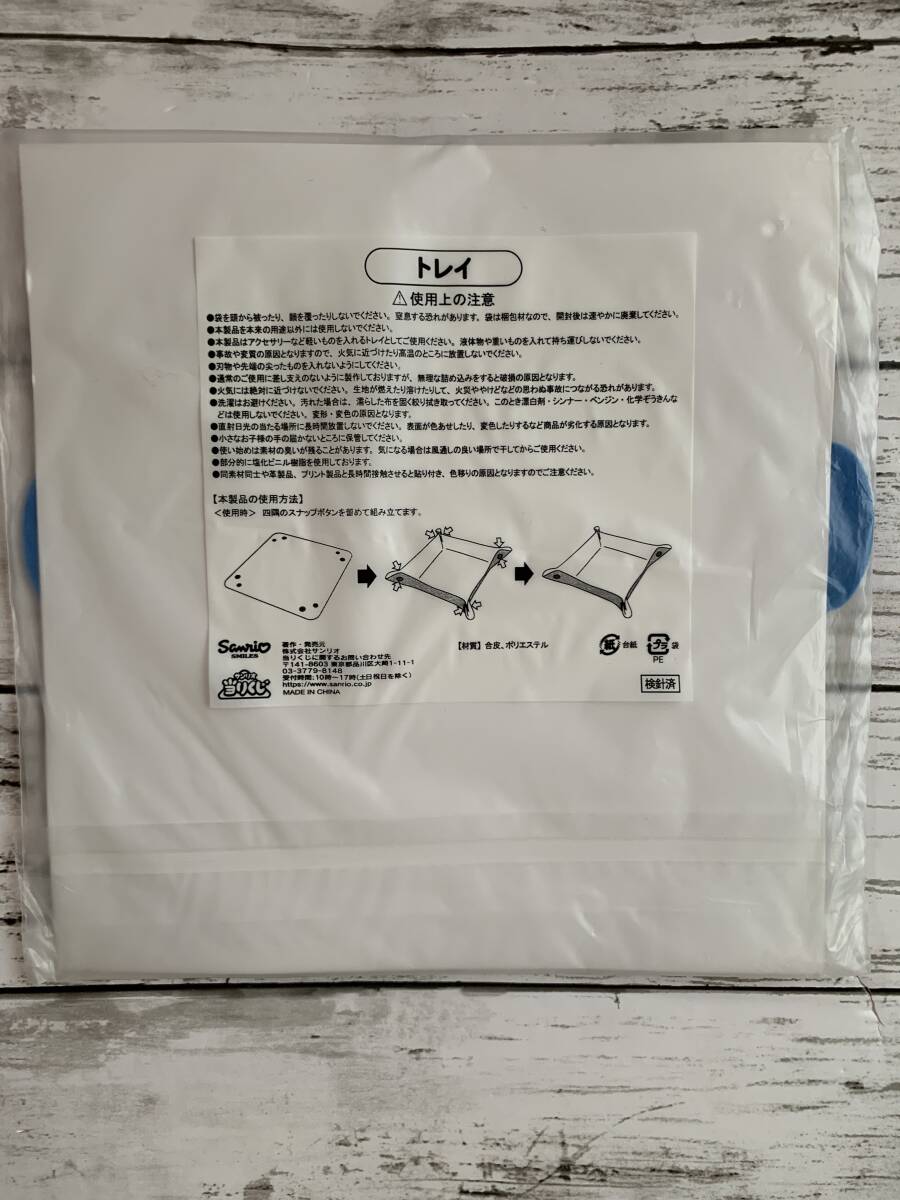 トレイ
⚠使用上の注意
●袋を頭から被ったり、顔を覆ったりしないでください。窒息する恐れがあります。袋は梱包材なので、開封後は速やかに廃棄してください。
●本製品を本来の用途以外には使用しないでください。
●本製品はアクセサリーなど軽いものを入れるトレイとしてご使用ください。液体物や重いものを入れて持ち運びしないでください。
●事故や変質の原因となりますので、火気に近づけたり高温のところに放置しないでください。
●刃物や先端の尖ったものを入れないようにしてください。
●通常のご使用に差し支えのないように製作しておりますが、無理な詰め込みをすると破損の原因となります。
●火気には絶対に近づけないでください。生地が燃えたり溶けたりして、火災ややけどなどの思わぬ事故につながる恐れがあります。
●洗濯はお避けください。汚れた場合は、濡らした布を固く絞り拭き取ってください。このとき漂白剤・シンナー・ベンジン・化学ぞうきんな
どは使用しないでください。変形・変色の原因となります。
●直射日光の当たる場所に長時間放置しないでください。表面が色あせしたり、変色したりするなど商品が劣化する原因となります。
●小さなお子様の手の届かないところに保管してください。
●使い始めは素材の臭いが残ることがあります。気になる場合は風通しの良い場所で干してからご使用ください。
●部分的に塩化ビニル樹脂を使用しております。
●同素材同士や革製品、プリント製品と長時間接触させると貼り付き、色移りの原因となりますのでご注意ください。
【本製品の使用方法】
＜使用時＞ 四隅のスナップボタンを留めて組み立てます。
Sanrio
SMILES
サンリオ
当りくじ
著作・発売元
株式会社サンリオ
当りくじに関するお問い合わせ先
〒141-8603 東京都品川区大崎1-11-1
03-3779-8148
受付時間:10時～17時(土日祝日を除く)
https://www.sanrio.co.jp
MADE IN CHINA
【材質】合皮、ポリエステル
紙 台紙
プラ 袋
PE
検針済